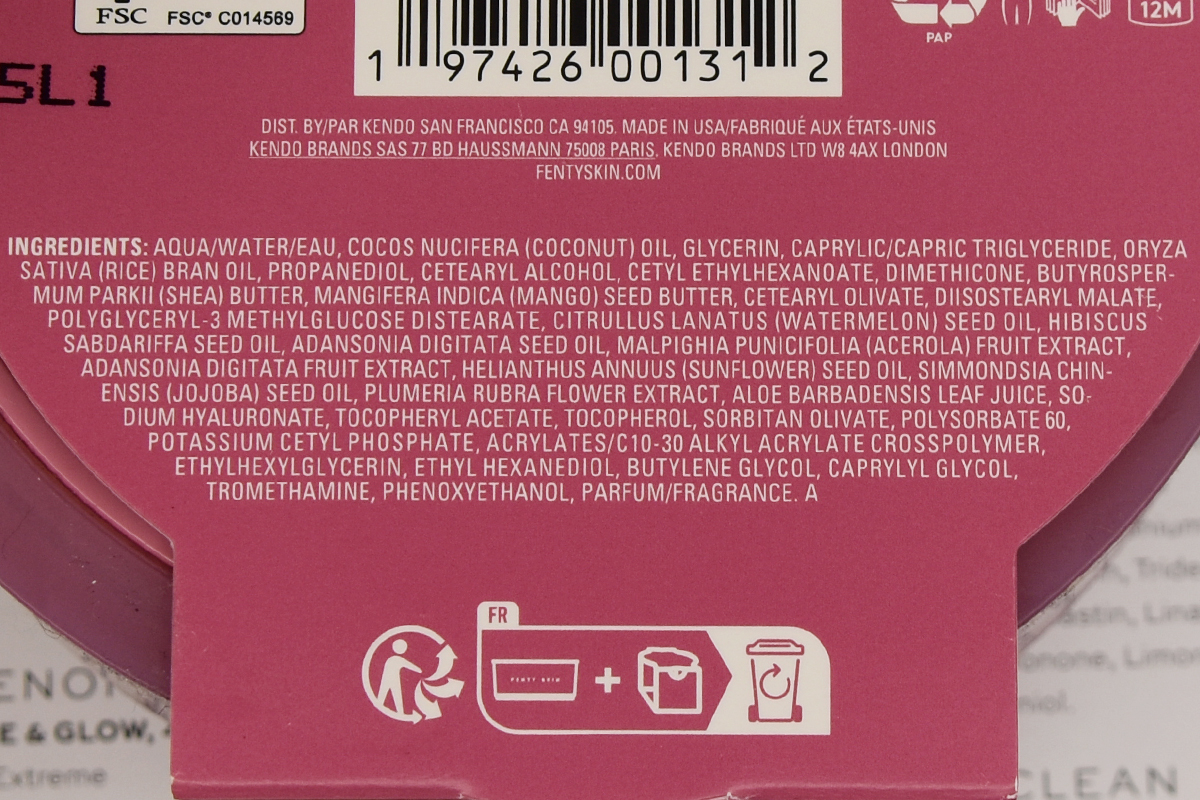 FSC FSC® C014569
PAP
12M
5L1
1 97426 00131 2
DIST. BY/PAR KENDO SAN FRANCISCO CA 94105. MADE IN USA/FABRIQUÉ AUX ÉTATS-UNIS
KENDO BRANDS SAS 77 BD HAUSSMANN 75008 PARIS. KENDO BRANDS LTD W8 4AX LONDON
FENTYSKIN.COM
INGREDIENTS: AQUA/WATER/EAU, COCOS NUCIFERA (COCONUT) OIL, GLYCERIN, CAPRYLIC/CAPRIC TRIGLYCERIDE, ORYZA
SATIVA (RICE) BRAN OIL, PROPANEDIOL, CETEARYL ALCOHOL, CETYL ETHYLHEXANOATE, DIMETHICONE, BUTYROSPER-
MUM PARKII (SHEA) BUTTER, MANGIFERA INDICA (MANGO) SEED BUTTER, CETEARYL OLIVATE, DIISOSTEARYL MALATE,
POLYGLYCERYL-3 METHYLGLUCOSE DISTEARATE, CITRULLUS LANATUS (WATERMELON) SEED OIL, HIBISCUS
SABDARIFFA SEED OIL, ADANSONIA DIGITATA SEED OIL, MALPIGHIA PUNICIFOLIA (ACEROLA) FRUIT EXTRACT,
ADANSONIA DIGITATA FRUIT EXTRACT, HELIANTHUS ANNUUS (SUNFLOWER) SEED OIL, SIMMONDSIA CHIN-
ENSIS (JOJOBA) SEED OIL, PLUMERIA RUBRA FLOWER EXTRACT, ALOE BARBADENSIS LEAF JUICE, SO-
DIUM HYALURONATE, TOCOPHERYL ACETATE, TOCOPHEROL, SORBITAN OLIVATE, POLYSORBATE 60,
POTASSIUM CETYL PHOSPHATE, ACRYLATES/C10-30 ALKYL ACRYLATE CROSSPOLYMER,
ETHYLHEXYLGLYCERIN, ETHYL HEXANEDIOL, BUTYLENE GLYCOL, CAPRYLYL GLYCOL,
TROMETHAMINE, PHENOXYETHANOL, PARFUM/FRAGRANCE. A
FR
FENTY SKIN
E & GLOW,
Extreme
CLEAN